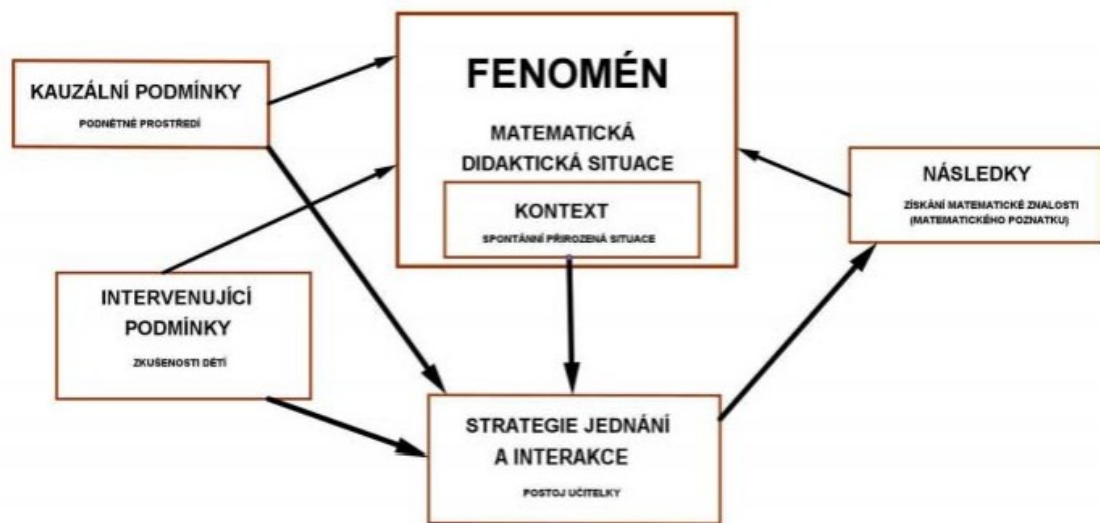 FENOMÉN
MATEMATICKÁ
DIDAKTICKÁ SITUACE
KONTEXT
SPONTÁNNÍ PŘIROZENÁ SITUACE
KAUZÁLNÍ PODMÍNKY
PODNĚTNÉ PROSTŘEDÍ
NÁSLEDKY
ZÍSKÁNÍ MATEMATICKÉ ZNALOSTI
(MATEMATICKÉHO POZNATKU)
INTERVENUJÍCÍ
PODMÍNKY
ZKUŠENOSTI DĚTÍ
STRATEGIE JEDNÁNÍ
A INTERAKCE
POSTOJ UČITELKY